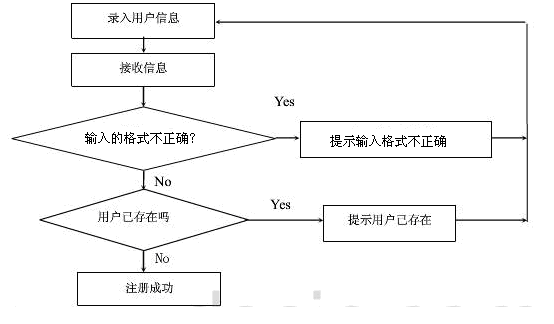 录入用户信息
接收信息
Yes
输入的格式不正确?
提示输入格式不正确
No
Yes
用户已存在吗
提示用户已存在
No
注册成功